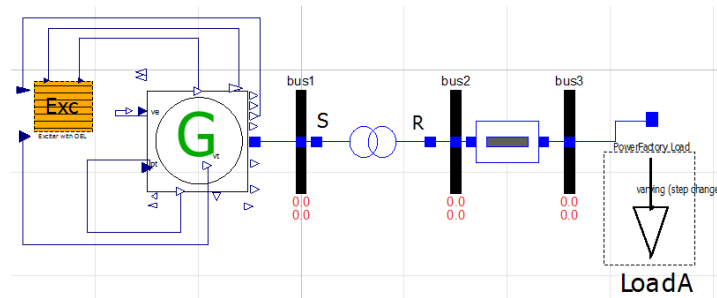 Exc
Exciter with OEL
ve
G
pt
vt
bus1
S
R
bus2
bus3
0.0
0.0
0.0
0.0
0.0
0.0
PowerFactory Load
varying (step change
LoadA